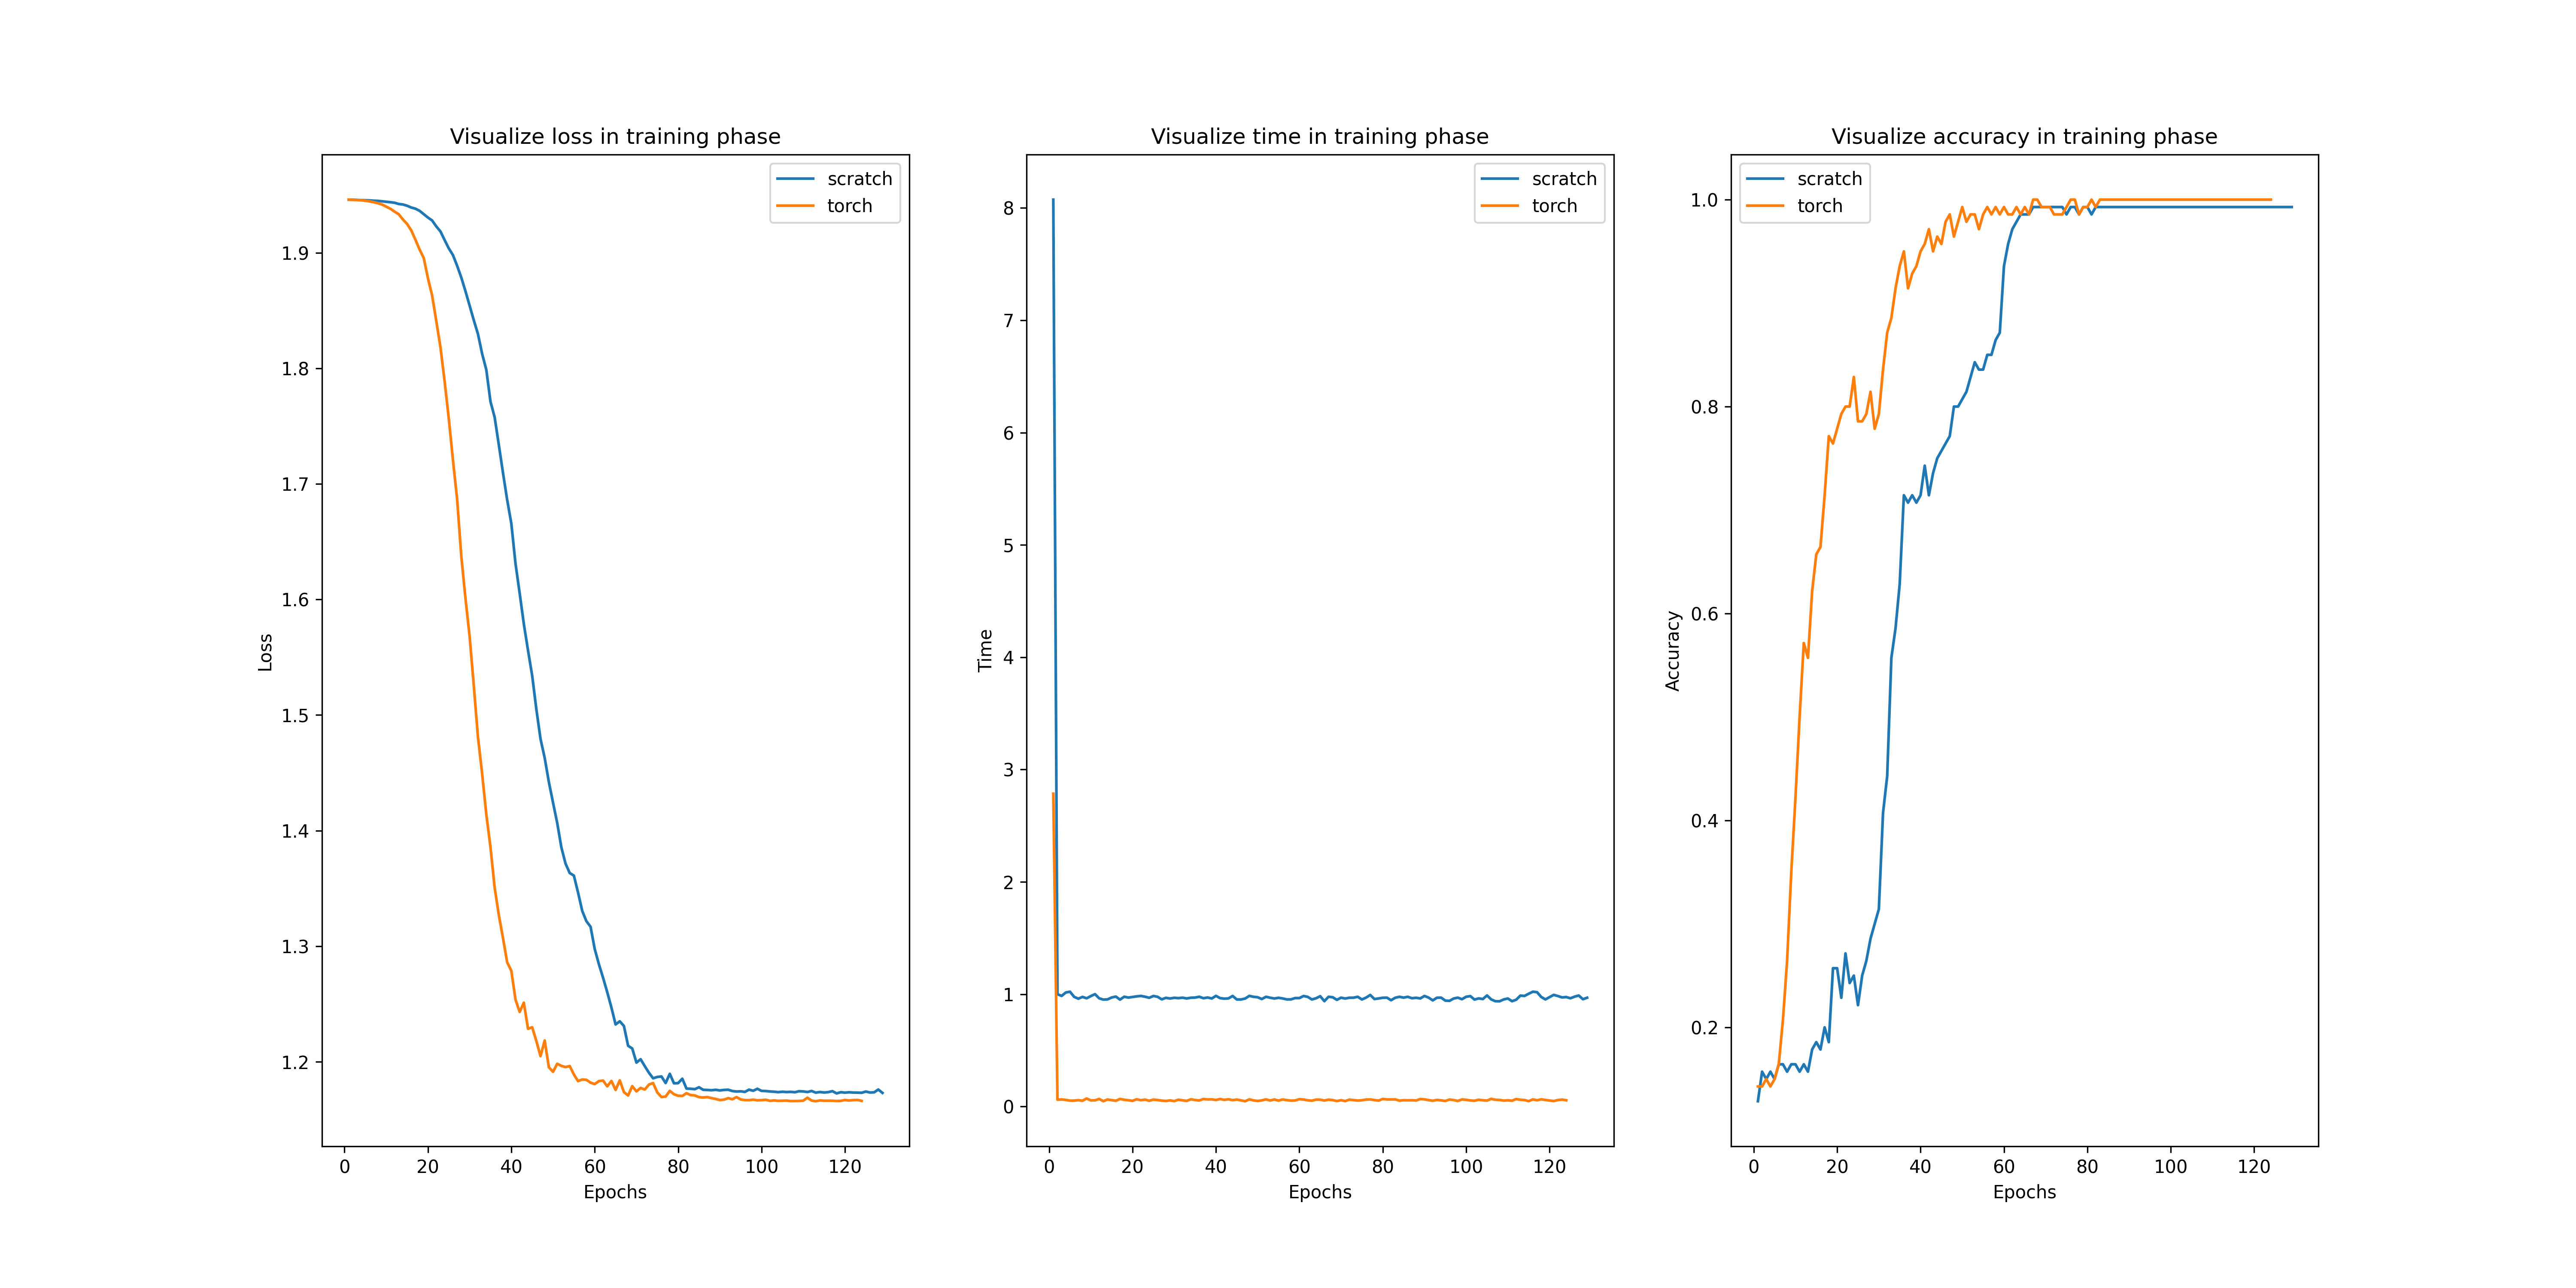 Visualize loss in training phase
scratch
torch
1.9
1.8
1.7
1.6
1.5
1.4
1.3
1.2
Loss
0 20 40 60 80 100 120
Epochs
Visualize time in training phase
scratch
torch
8
7
6
5
4
3
2
1
0
Time
0 20 40 60 80 100 120
Epochs
Visualize accuracy in training phase
scratch
torch
1.0
0.8
0.6
0.4
0.2
Accuracy
0 20 40 60 80 100 120
Epochs